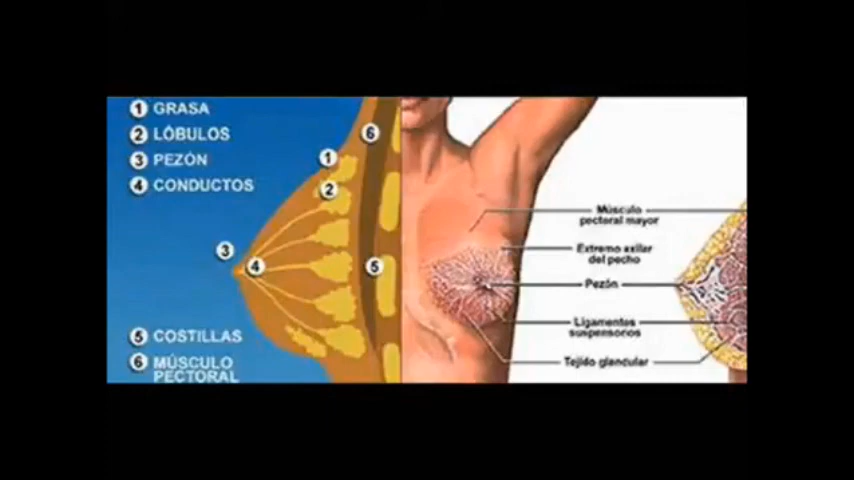 1 GRASA
2 LÓBULOS
3 PEZÓN
4 CONDUCTOS
6
1
2
3
4
5
5 COSTILLAS
6 MÚSCULO
PECTORAL
Músculo
pectoral mayor
Extremo axilar
del pecho
Pezón
Ligamentos
suspensorios
Tejido glancular